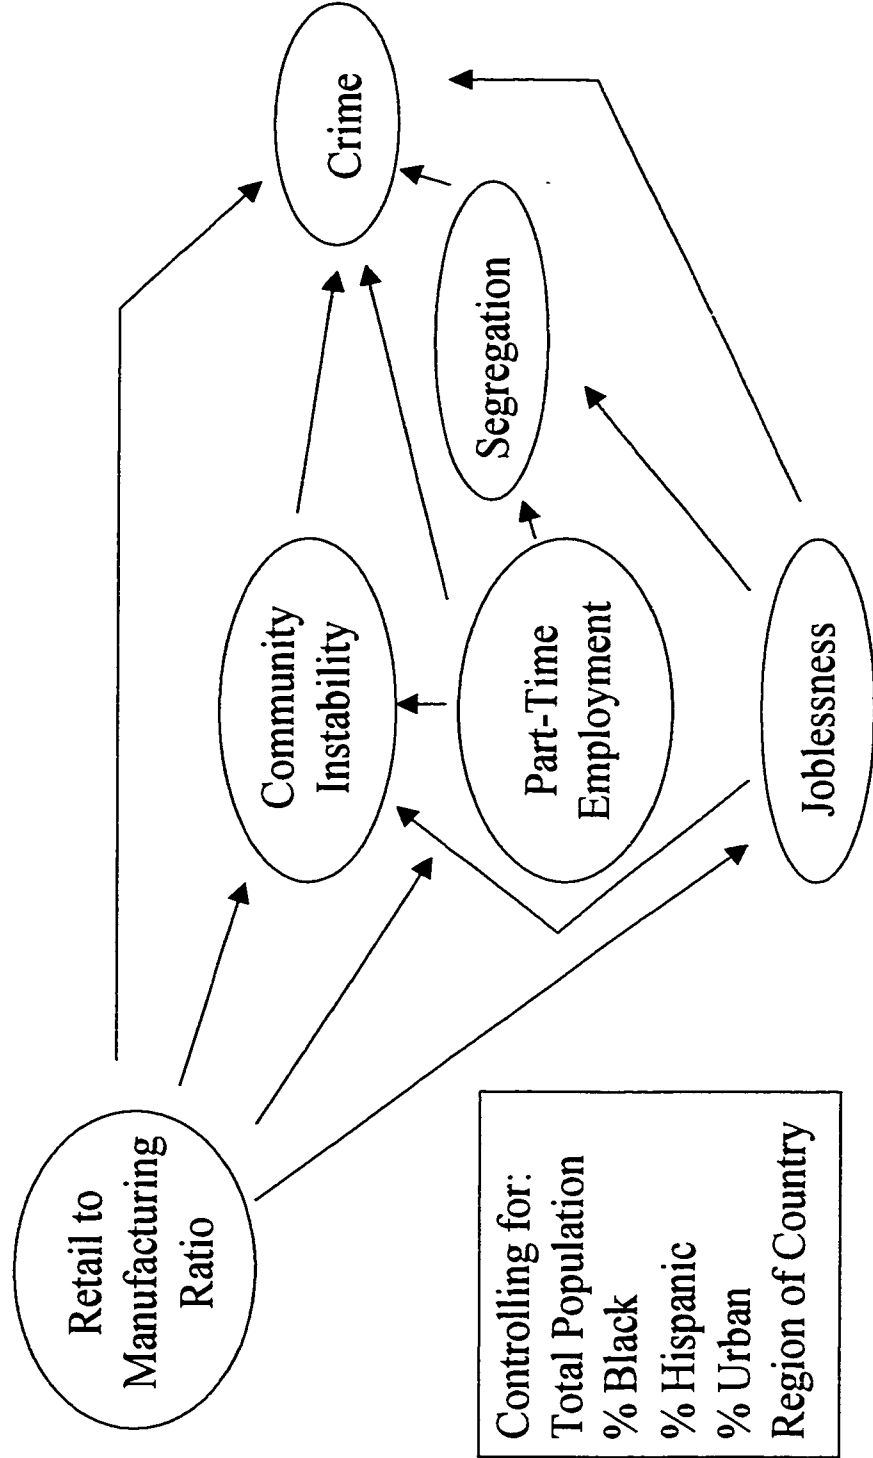 Retail to
Manufacturing
Ratio
Community
Instability
Crime
Part-Time
Employment
Segregation
Joblessness
Controlling for:
Total Population
% Black
% Hispanic
% Urban
Region of Country